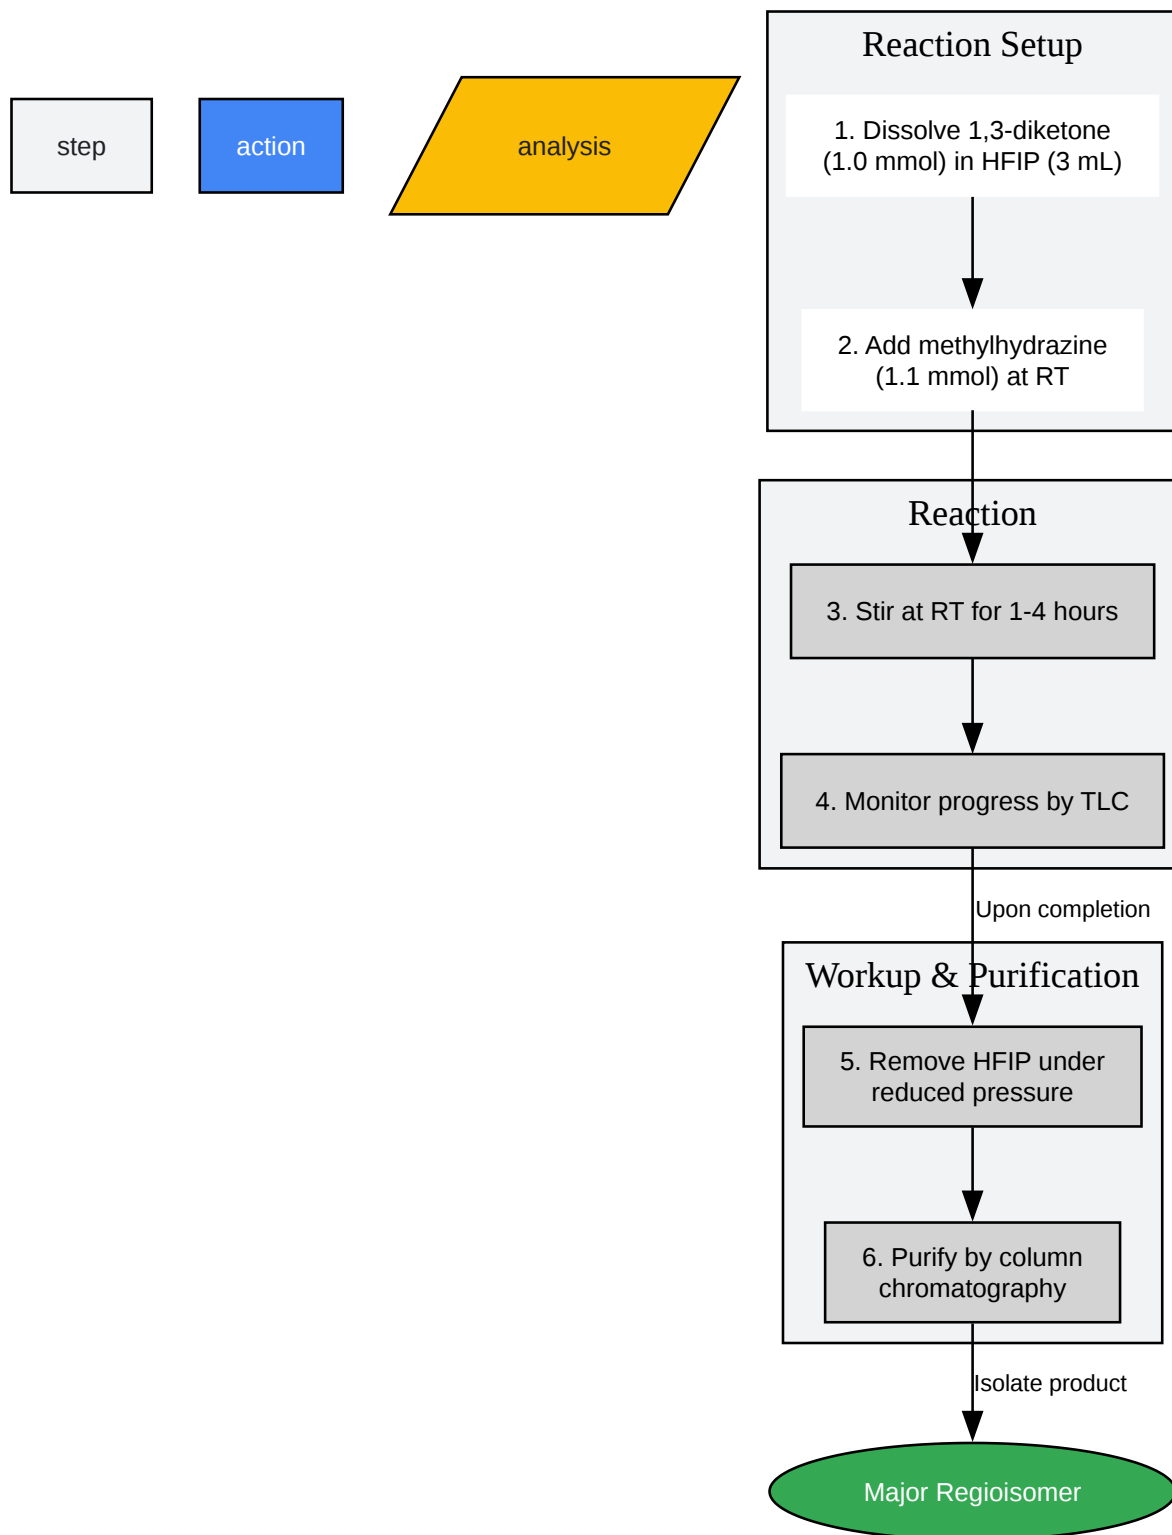 Reaction Setup
step
action
analysis
1. Dissolve 1,3-diketone
(1.0 mmol) in HFIP (3 mL)
2. Add methylhydrazine
(1.1 mmol) at RT
Reaction
3. Stir at RT for 1-4 hours
4. Monitor progress by TLC
Upon completion
Workup & Purification
5. Remove HFIP under
reduced pressure
6. Purify by column
chromatography
Isolate product
Major Regioisomer